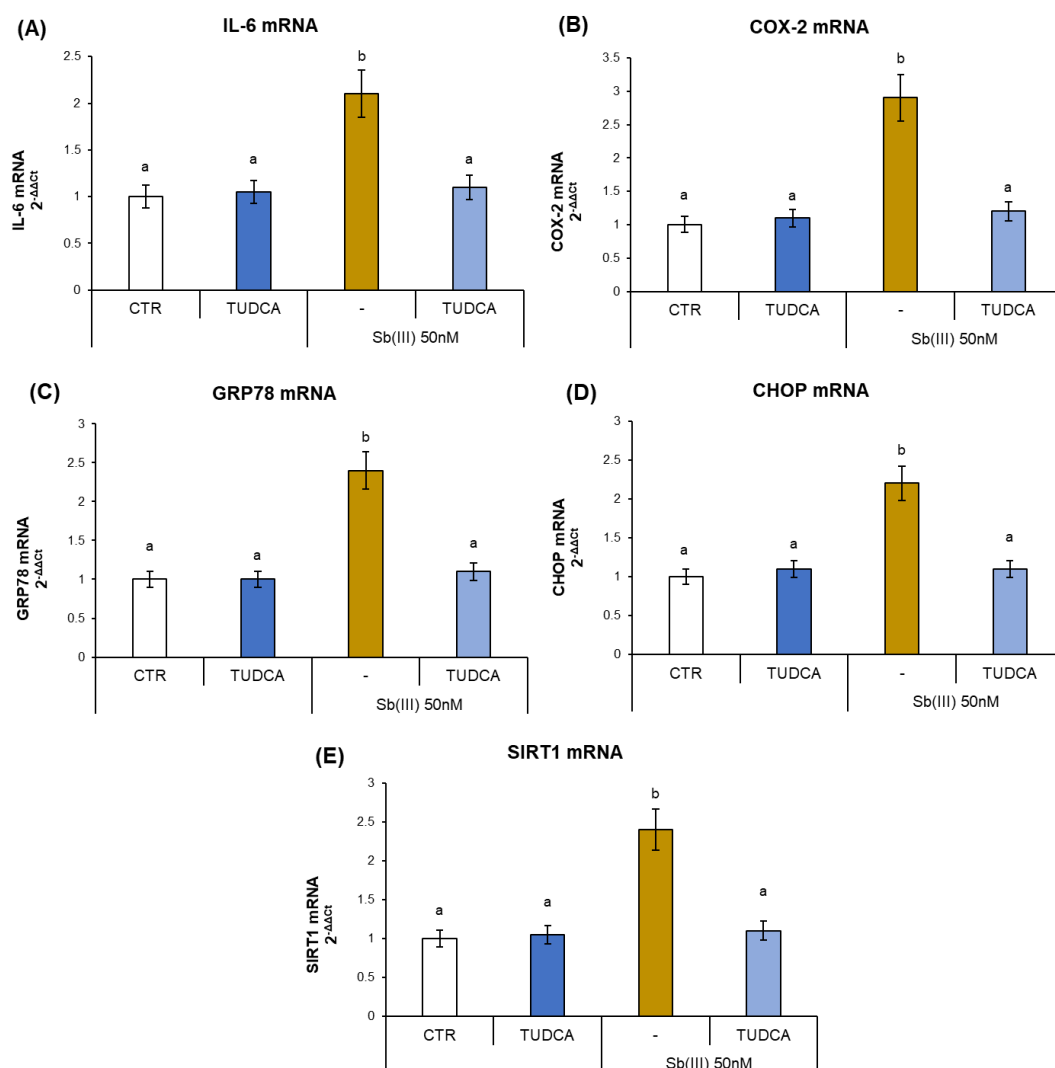 (A)
IL-6 mRNA
IL-6 mRNA
2^-ΔΔCt
2.5
2
1.5
1
0.5
0
a
a
b
a
CTR
TUDCA
-
TUDCA
Sb(III) 50nM
(B)
COX-2 mRNA
COX-2 mRNA
2^-ΔΔCt
3.5
3
2.5
2
1.5
1
0.5
0
a
a
b
a
CTR
TUDCA
-
TUDCA
Sb(III) 50nM
(C)
GRP78 mRNA
GRP78 mRNA
2^-ΔΔCt
3
2.5
2
1.5
1
0.5
0
a
a
b
a
CTR
TUDCA
-
TUDCA
Sb(III) 50nM
(D)
CHOP mRNA
CHOP mRNA
2^-ΔΔCt
3
2.5
2
1.5
1
0.5
0
a
a
b
a
CTR
TUDCA
-
TUDCA
Sb(III) 50nM
(E)
SIRT1 mRNA
SIRT1 mRNA
2^-ΔΔCt
3
2.5
2
1.5
1
0.5
0
a
a
b
a
CTR
TUDCA
-
TUDCA
Sb(III) 50nM